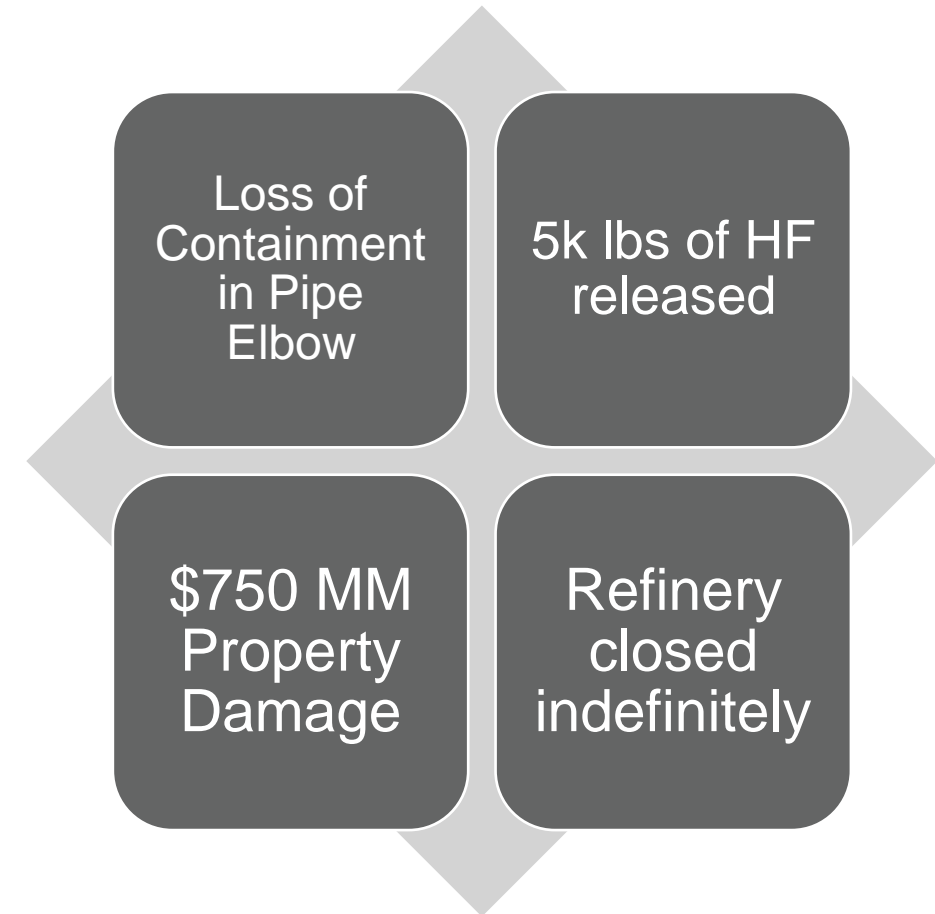 Loss of
Containment
in Pipe
Elbow
5k lbs of HF
released
$750 MM
Property
Damage
Refinery
closed
indefinitely